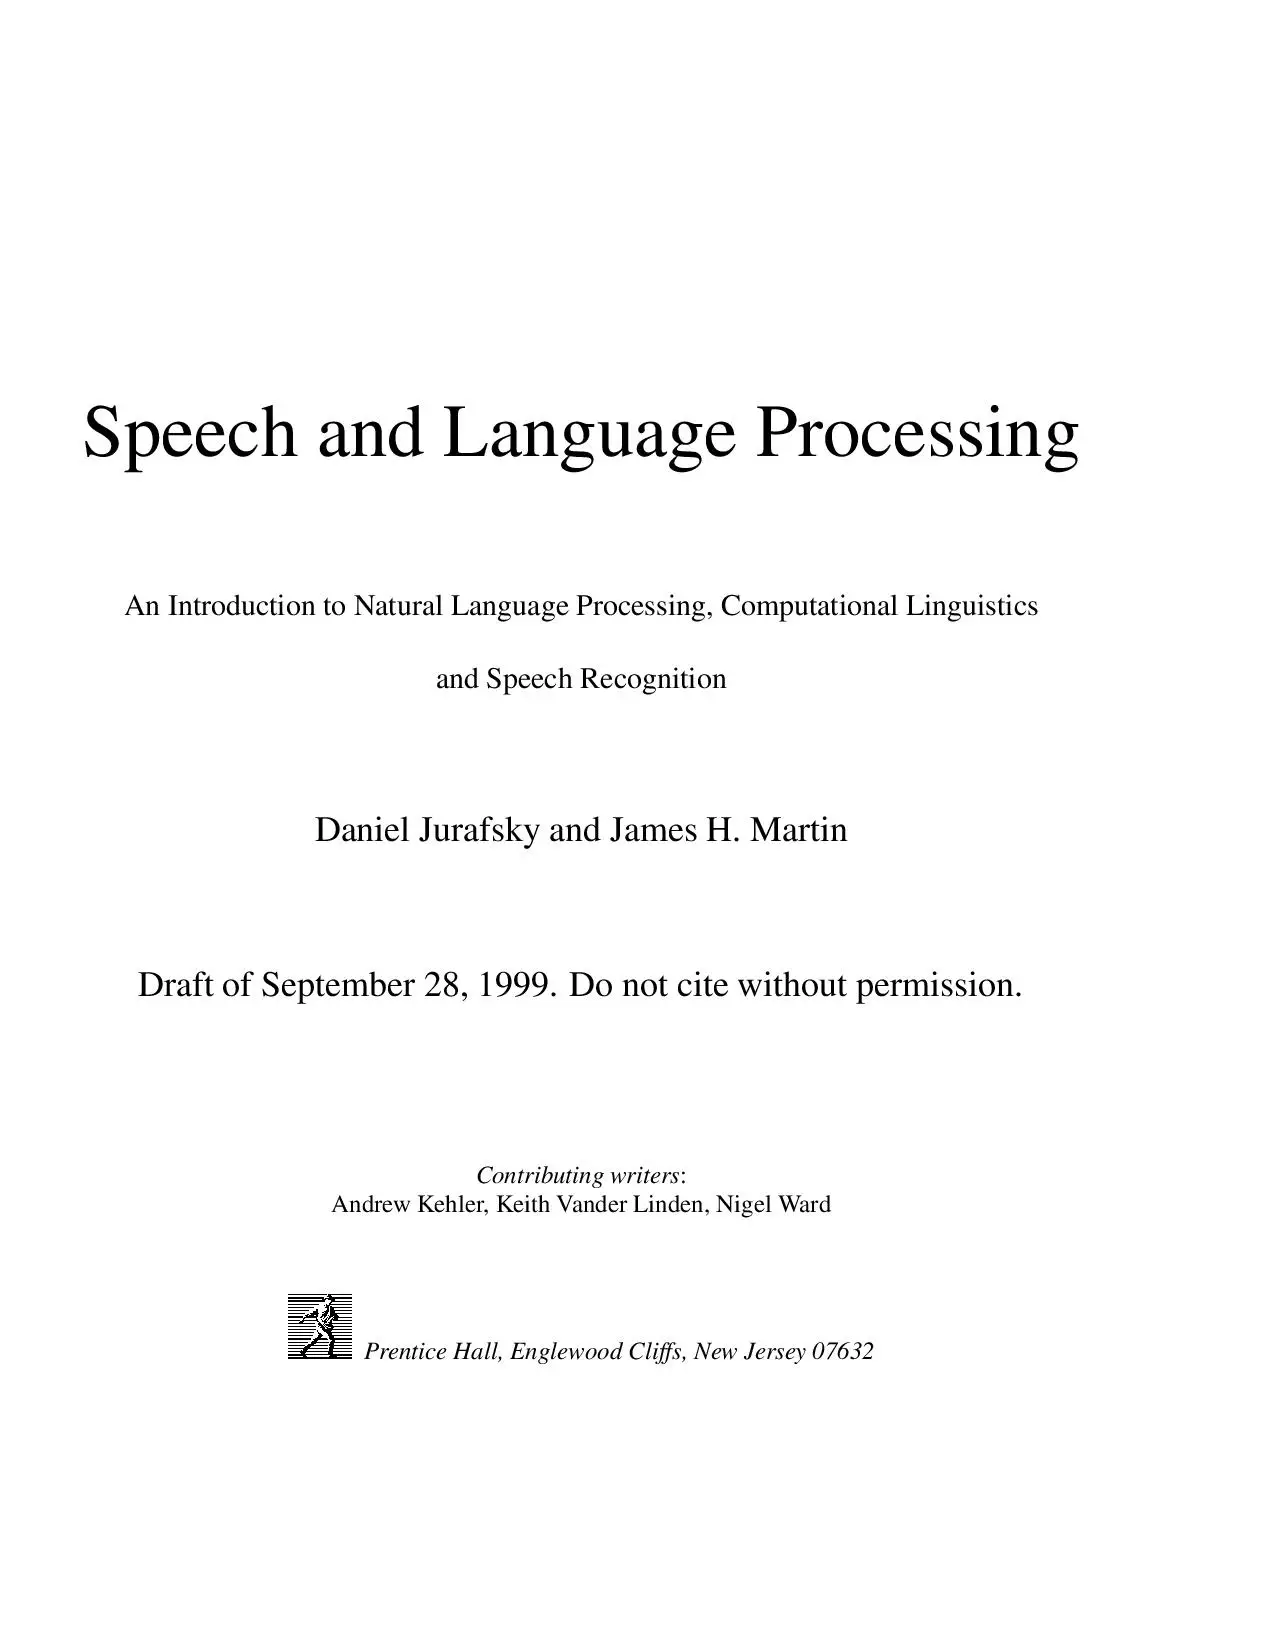 Speech and Language Processing
An Introduction to Natural Language Processing, Computational Linguistics
and Speech Recognition
Daniel Jurafsky and James H. Martin
Draft of September 28, 1999. Do not cite without permission.
Contributing writers:
Andrew Kehler, Keith Vander Linden, Nigel Ward
Prentice Hall, Englewood Cliffs, New Jersey 07632